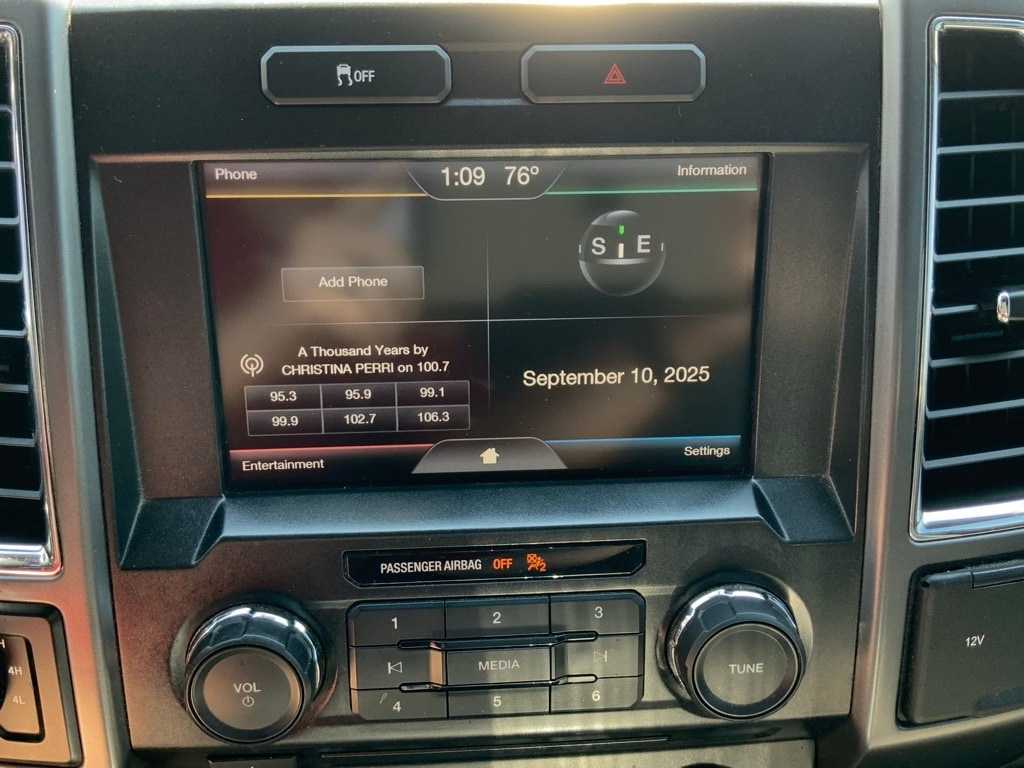 OFF
Phone
1:09 76°
Information
S E
Add Phone
A Thousand Years by
CHRISTINA PERRI on 100.7
95.3 95.9 99.1
99.9 102.7 106.3
September 10, 2025
Entertainment
Settings
PASSENGER AIRBAG OFF 2
1 2 3
MEDIA
4 5 6
VOL
TUNE
12V
H
4H
4L